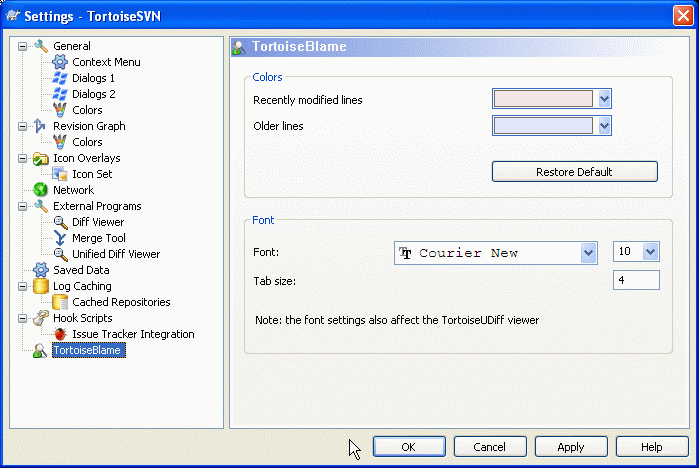 Settings - TortoiseSVN
General
Context Menu
Dialogs 1
Dialogs 2
Colors
Revision Graph
Colors
Icon Overlays
Icon Set
Network
External Programs
Diff Viewer
Merge Tool
Unified Diff Viewer
Saved Data
Log Caching
Cached Repositories
Hook Scripts
Issue Tracker Integration
TortoiseBlame
TortoiseBlame
Colors
Recently modified lines
Older lines
Restore Default
Font
Font: Courier New 10
Tab size: 4
Note: the font settings also affect the TortoiseUDiff viewer
OK Cancel Apply Help